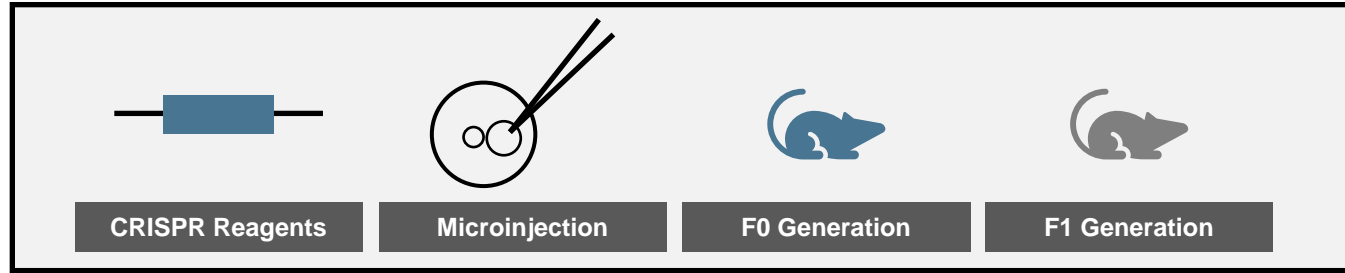 CRISPR Reagents
Microinjection
F0 Generation
F1 Generation